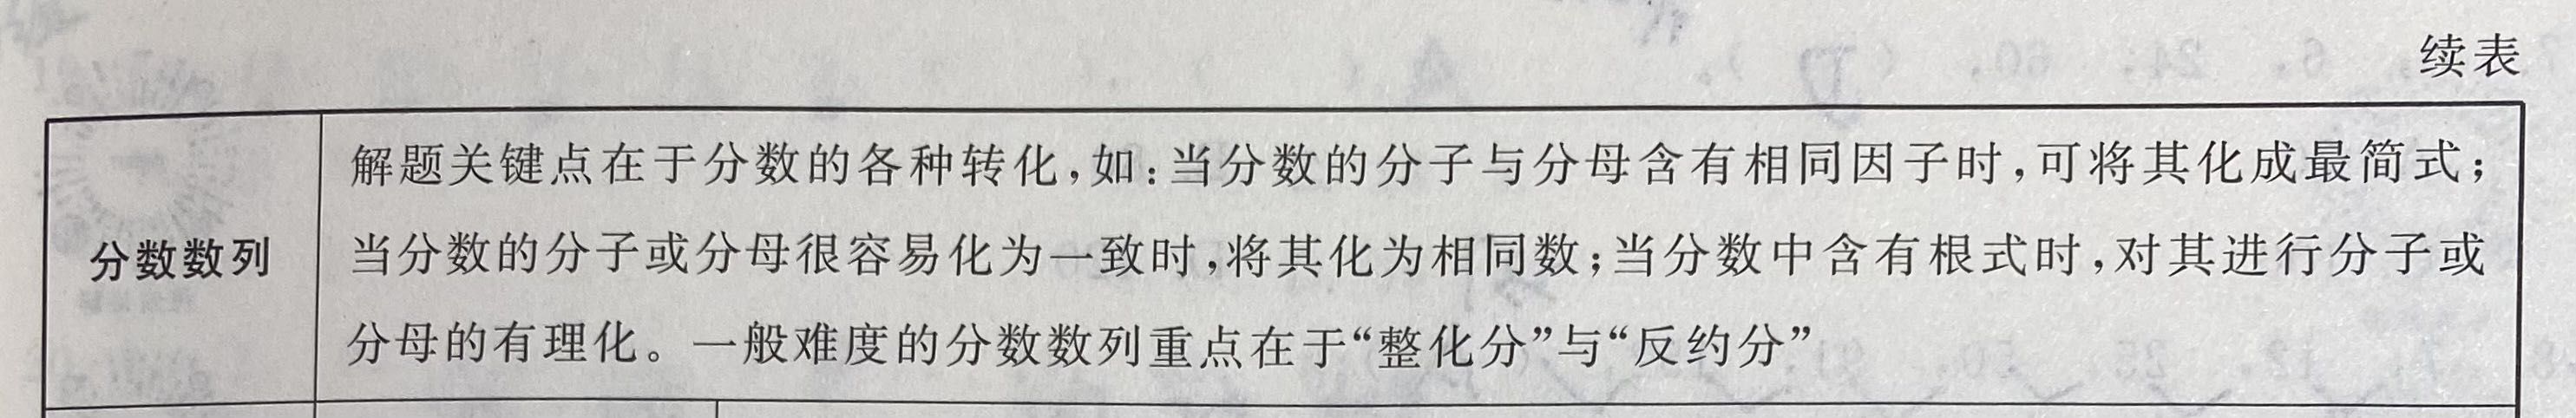 续表
分数数列
解题关键点在于分数的各种转化,如:当分数的分子与分母含有相同因子时,可将其化成最简式;
当分数的分子或分母很容易化为一致时,将其化为相同数;当分数中含有根式时,对其进行分子或
分母的有理化。一般难度的分数数列重点在于“整化分”与“反约分”